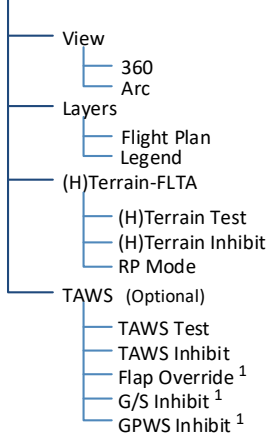 View
360
Arc
Layers
Flight Plan
Legend
(H)Terrain-FLTA
(H)Terrain Test
(H)Terrain Inhibit
RP Mode
TAWS (Optional)
TAWS Test
TAWS Inhibit
Flap Override 1
G/S Inhibit 1
GPWS Inhibit 1